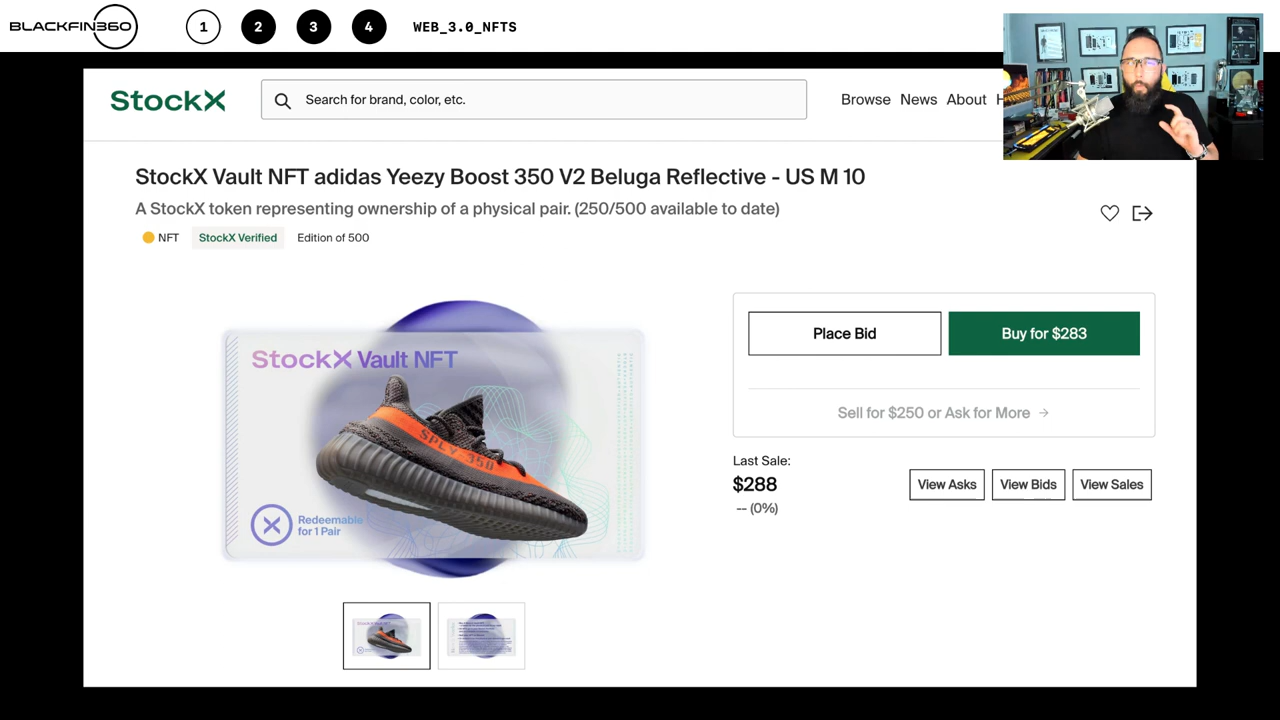 BLACKFIN360
1
2
3
4
WEB_3.0_NFTS
StockX
Search for brand, color, etc.
Browse
News
About
StockX Vault NFT adidas Yeezy Boost 350 V2 Beluga Reflective - US M 10
A StockX token representing ownership of a physical pair. (250/500 available to date)
NFT
StockX Verified
Edition of 500
StockX Vault NFT
SPLY 350
Redeemable
for 1 Pair
Place Bid
Buy for $283
Sell for $250 or Ask for More →
Last Sale:
$288
-- (0%)
View Asks
View Bids
View Sales